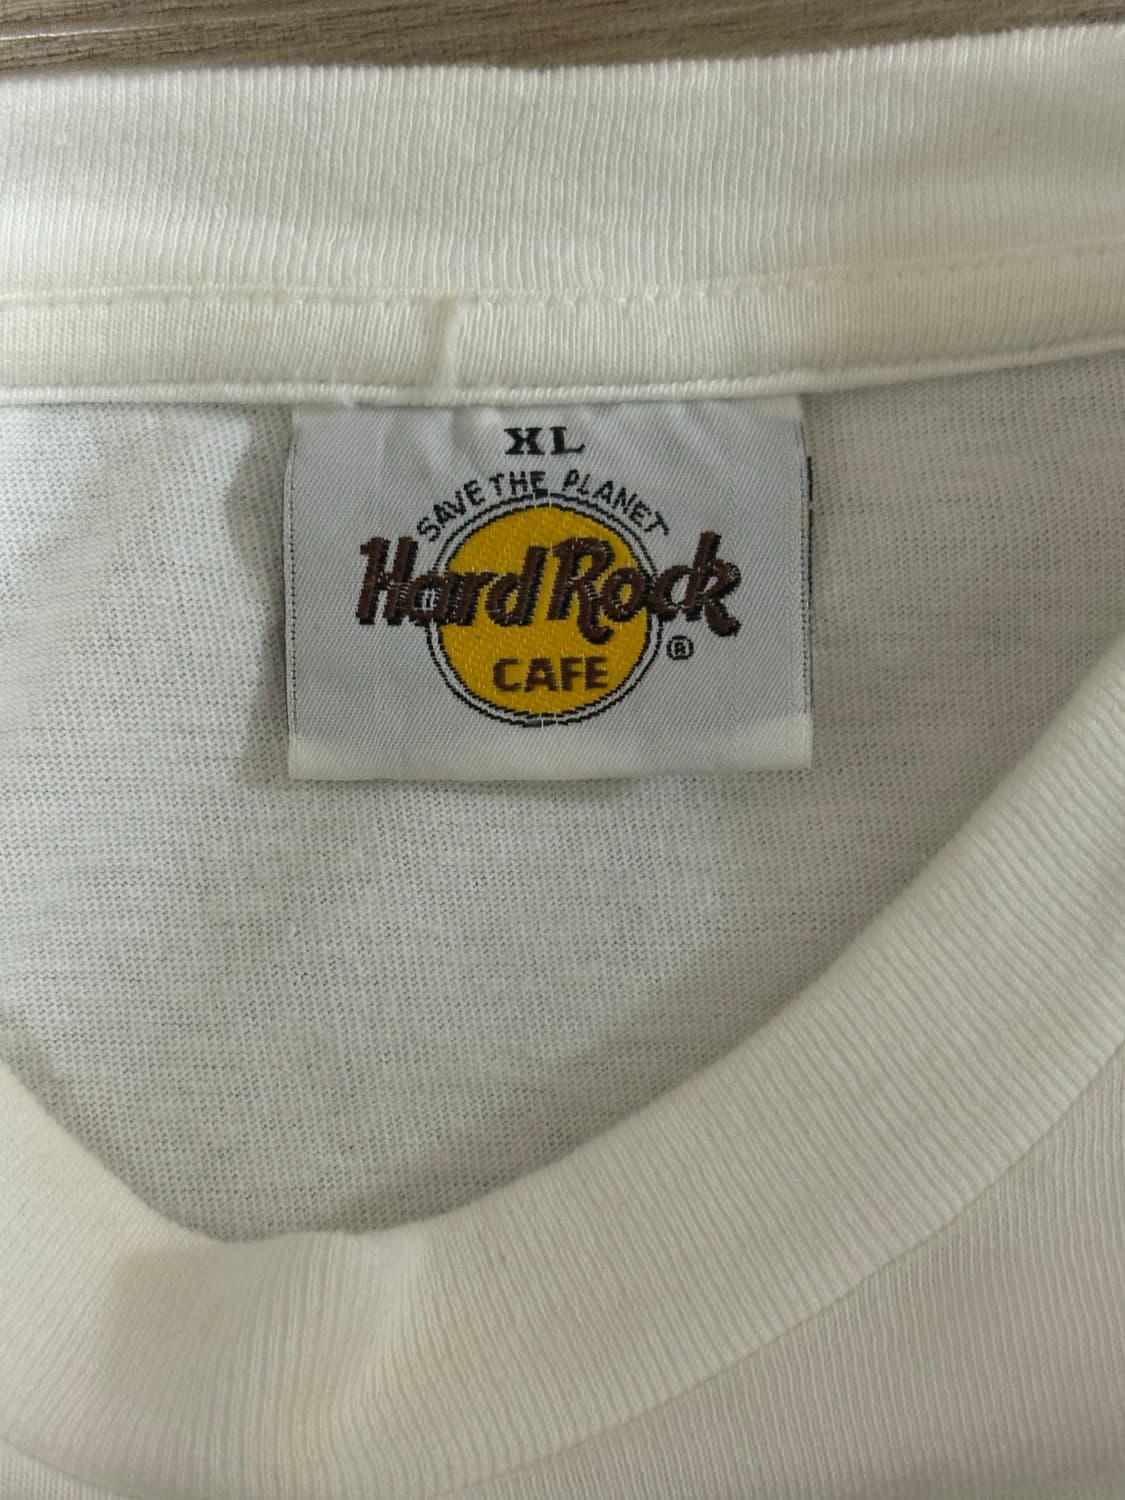 XL
SAVE THE PLANET
Hard Rock
®
CAFE